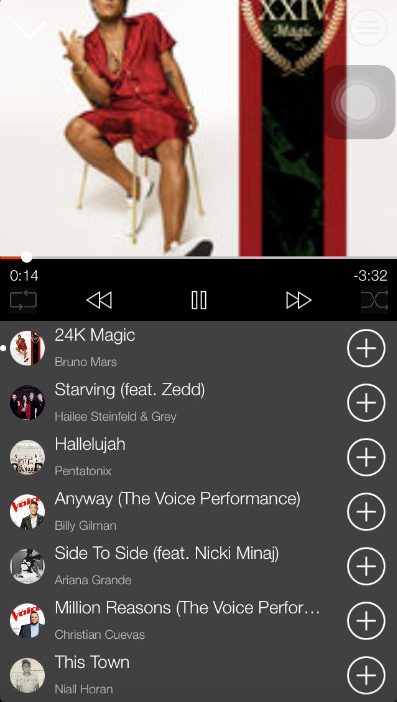 XXIV
Magic
0:14 -3:32
24K Magic
Bruno Mars
Starving (feat. Zedd)
Hailee Steinfeld & Grey
Hallelujah
Pentatonix
Voice
Anyway (The Voice Performance)
Billy Gilman
Side To Side (feat. Nicki Minaj)
Ariana Grande
Voice
Million Reasons (The Voice Perfor...
Christian Cuevas
This Town
Niall Horan